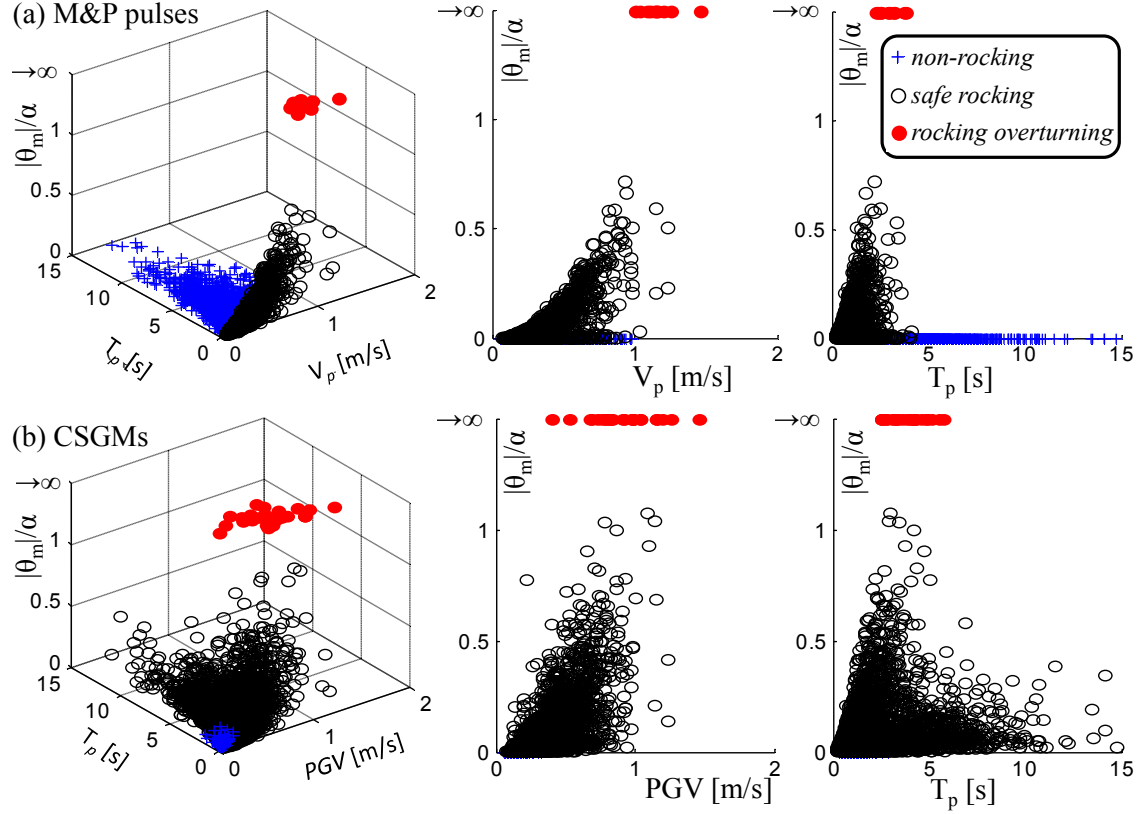 (a) M&P pulses
→∞
1
0.5
0
|θm|/α
15
10
5
0
Tp [s]
0
1
2
Vp [m/s]
→∞
1
0.5
0
|θm|/α
0
1
2
Vp [m/s]
→∞
1
0.5
0
|θm|/α
non-rocking
safe rocking
rocking overturning
0
5
10
15
Tp [s]
(b) CSGMs
→∞
1
0.5
0
|θm|/α
15
10
5
0
Tp [s]
0
1
2
PGV [m/s]
→∞
1
0.5
0
|θm|/α
0
1
2
PGV [m/s]
→∞
1
0.5
0
|θm|/α
0
5
10
15
Tp [s]